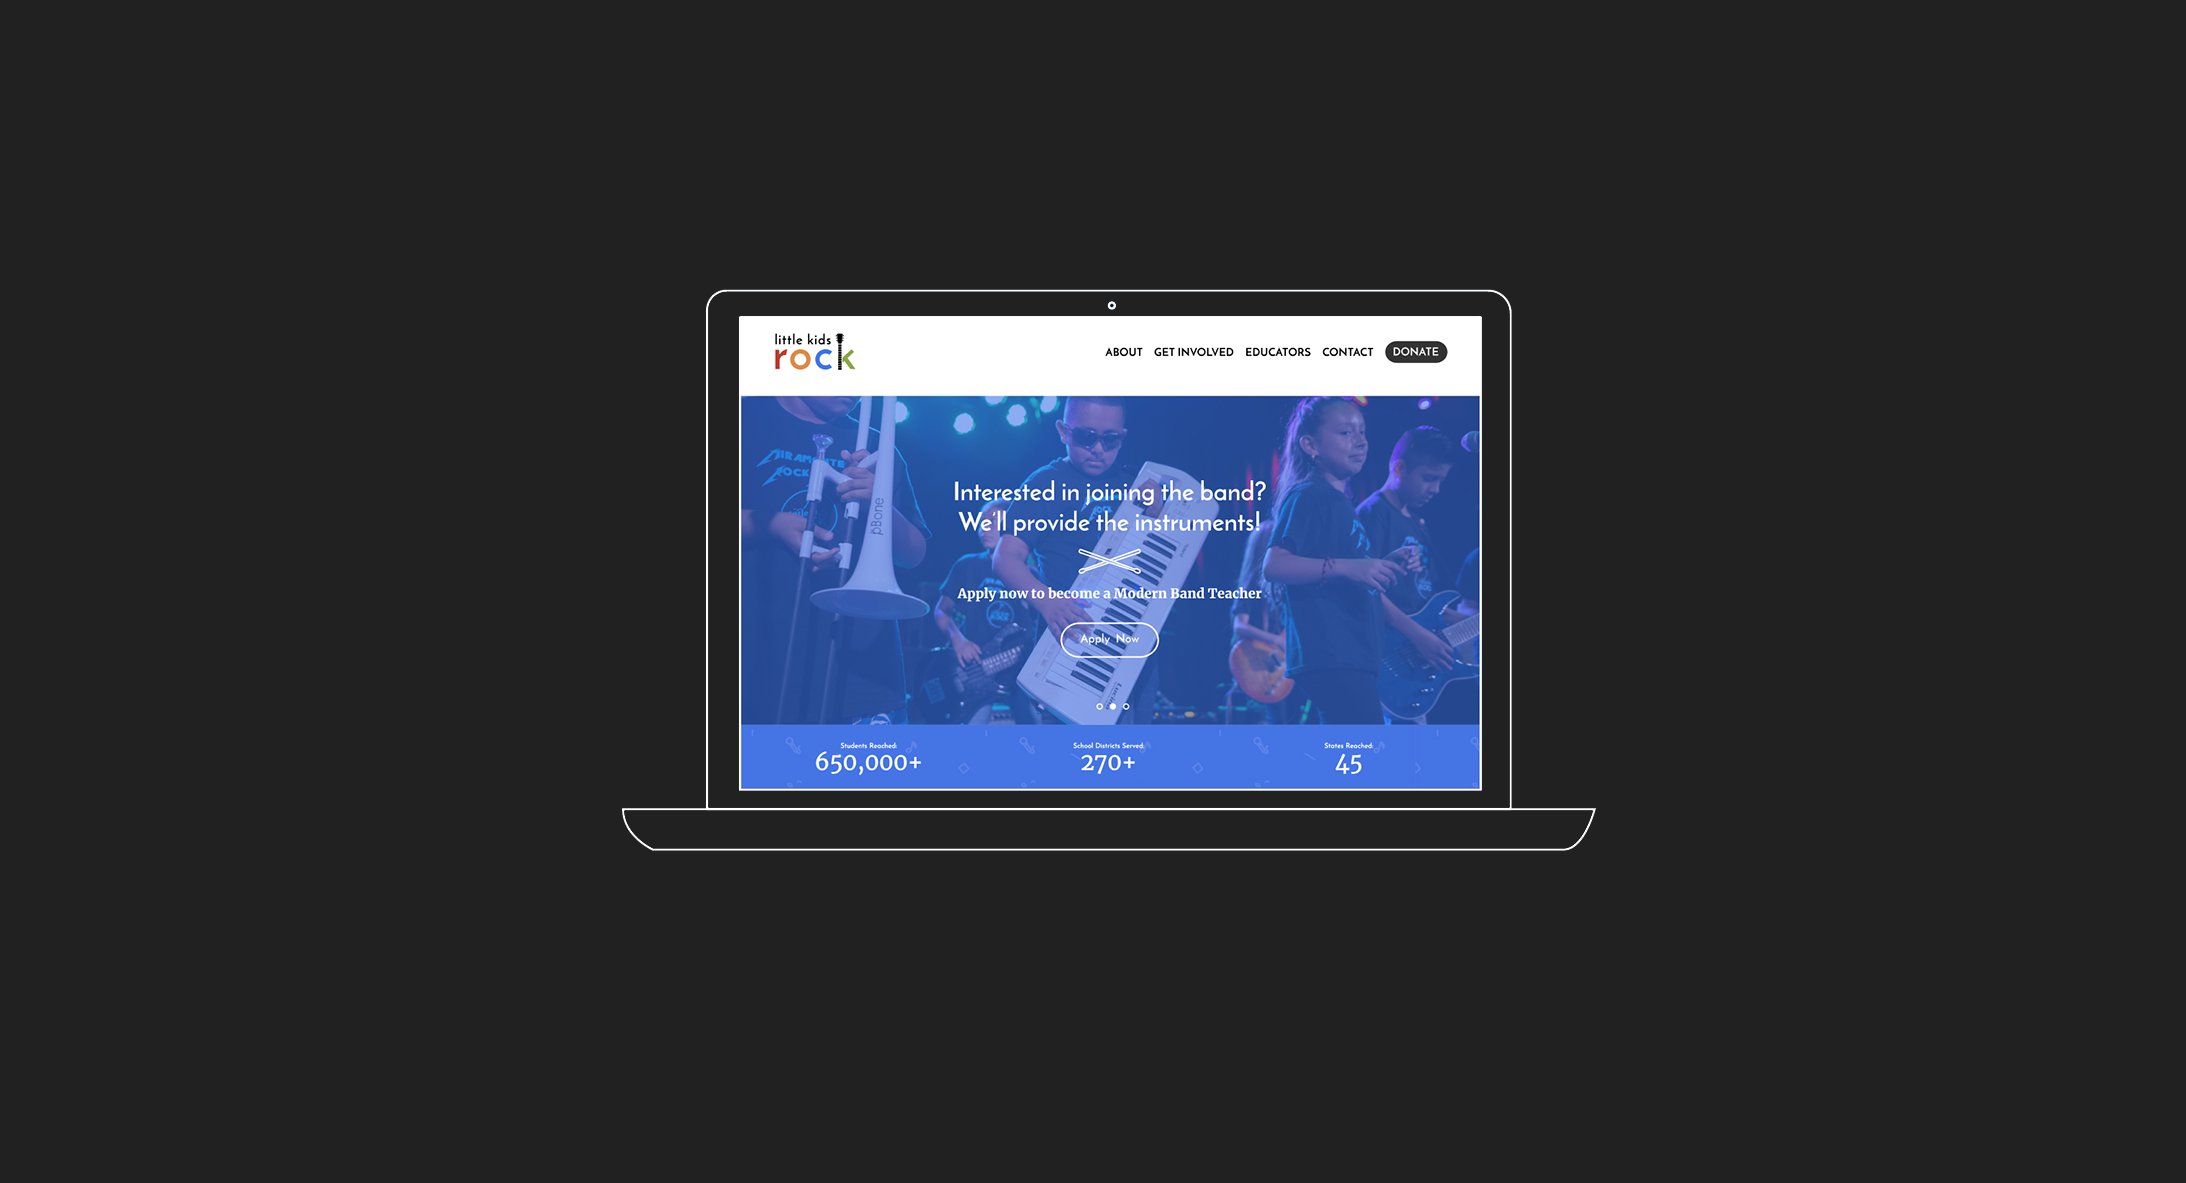 little kids
rock
ABOUT GET INVOLVED EDUCATORS CONTACT DONATE
MIRAMONTE
ROCK
pBone
Interested in joining the band?
We'll provide the instruments!
Apply now to become a Modern Band Teacher
Apply Now
Students Reached:
650,000+
School Districts Served:
270+
States Reached:
45